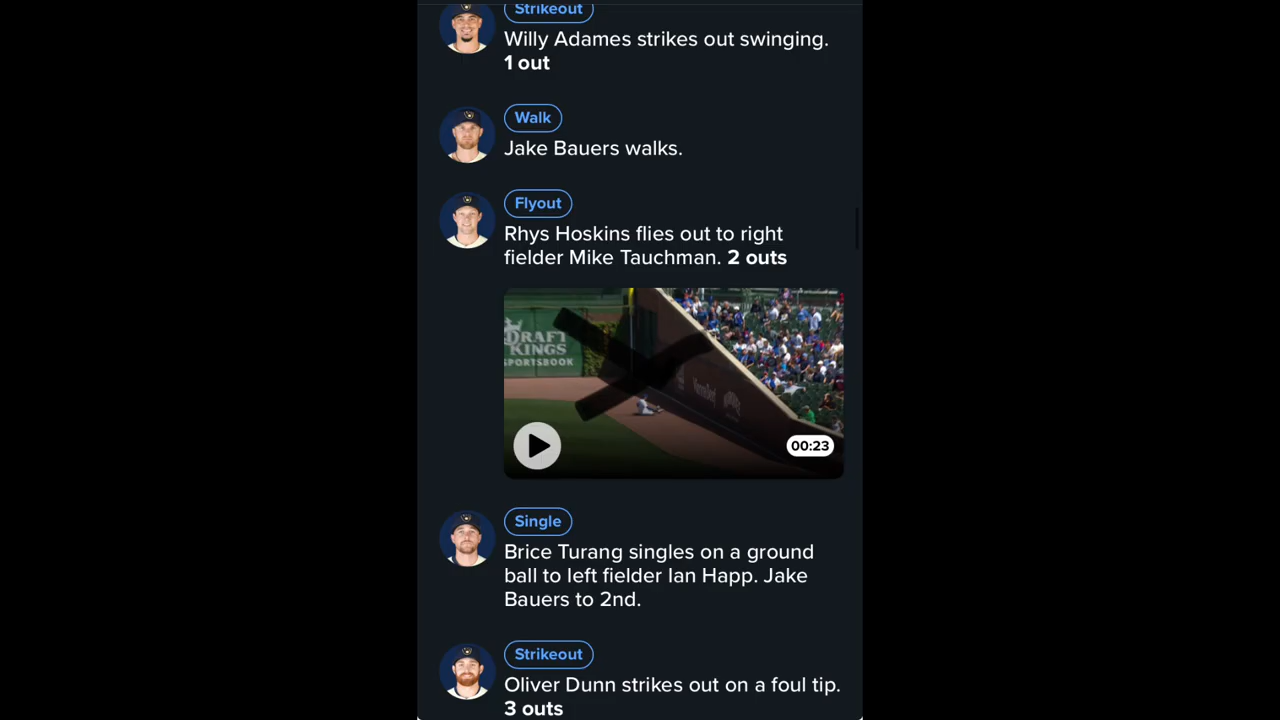 Strikeout
Willy Adames strikes out swinging.
1 out
Walk
Jake Bauers walks.
Flyout
Rhys Hoskins flies out to right
fielder Mike Tauchman. 2 outs
DRAFT
KINGS
SPORTSBOOK
00:23
Single
Brice Turang singles on a ground
ball to left fielder Ian Happ. Jake
Bauers to 2nd.
Strikeout
Oliver Dunn strikes out on a foul tip.
3 outs